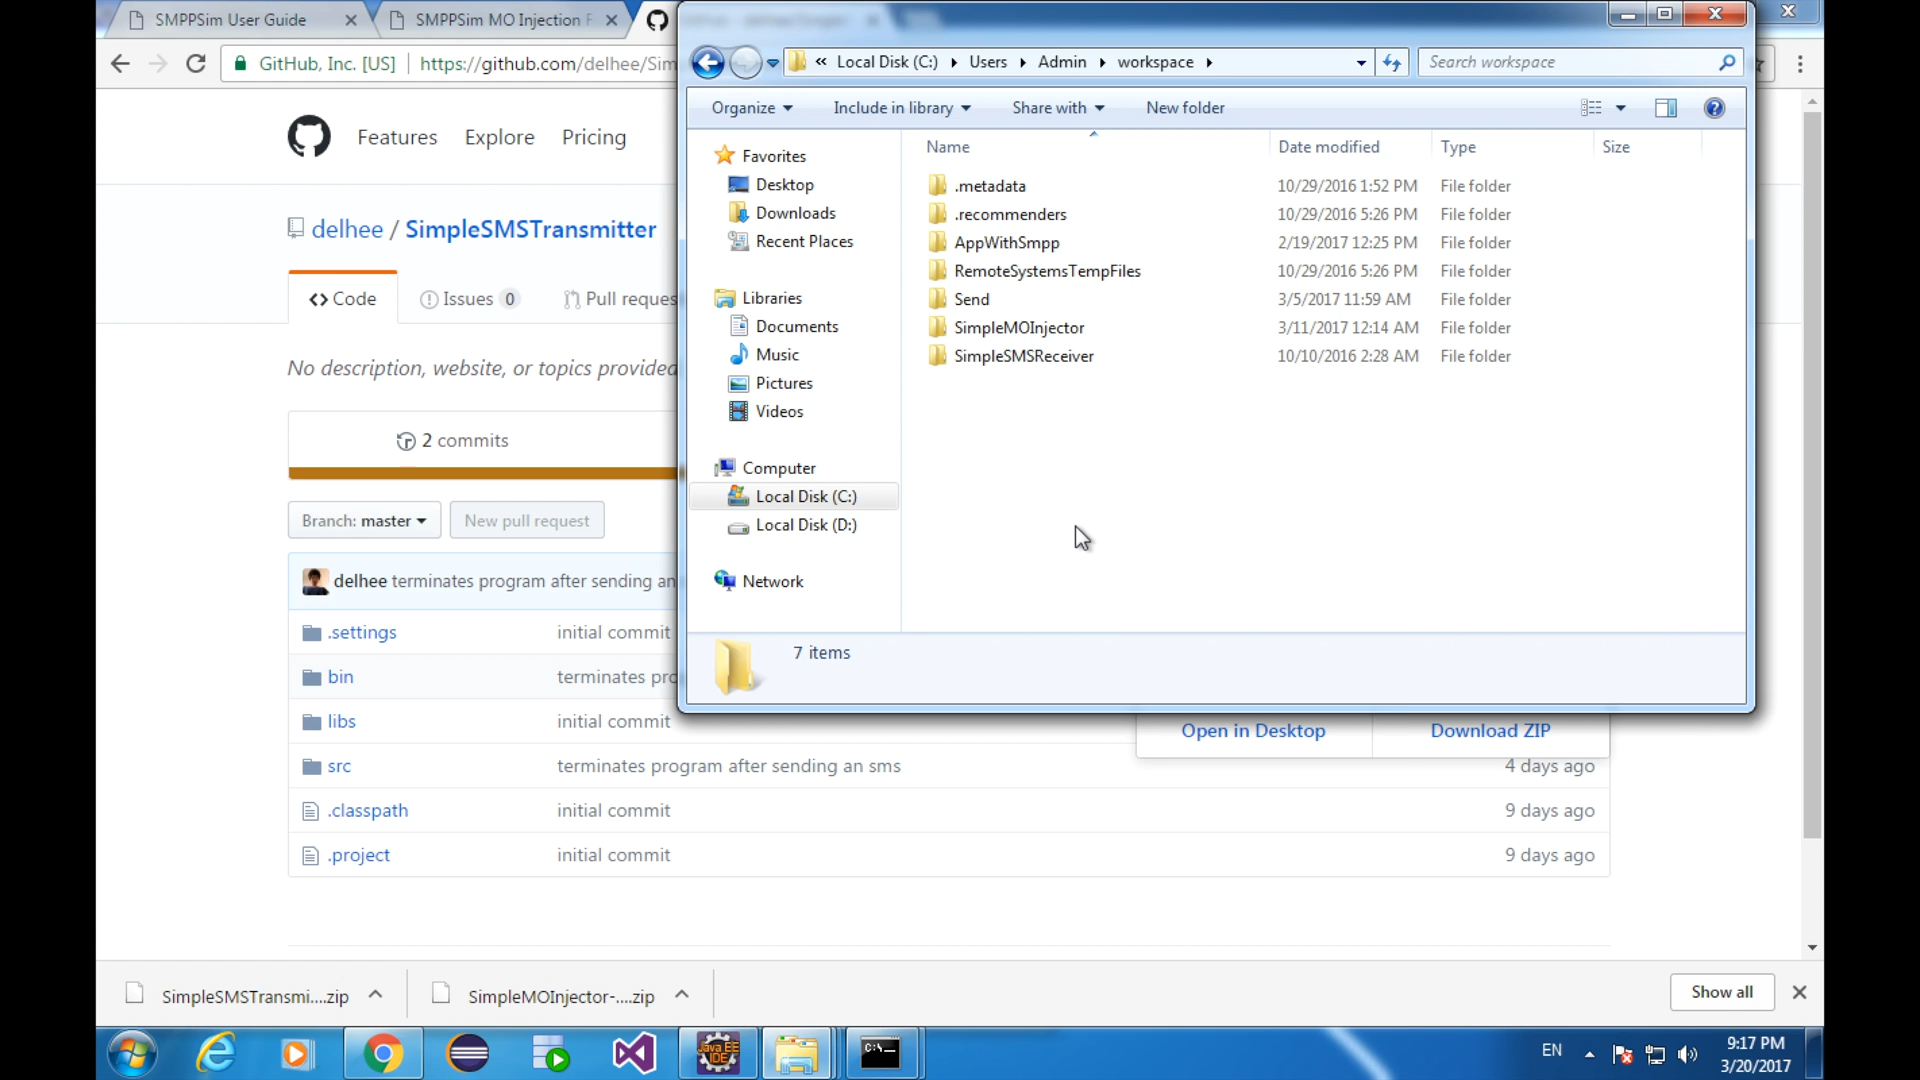 SMPPSim User Guide
SMPPSim MO Injection F
GitHub, Inc. [US]
https://github.com/delhee/Sim
Features
Explore
Pricing
delhee / SimpleSMSTransmitter
Code
Issues 0
Pull reques
No description, website, or topics provided
2 commits
Branch: master
New pull request
delhee terminates program after sending an
.settings
initial commit
bin
terminates pro
libs
initial commit
src
terminates program after sending an sms
4 days ago
.classpath
initial commit
9 days ago
.project
initial commit
9 days ago
Open in Desktop
Download ZIP
« Local Disk (C:) Users Admin workspace
Search workspace
Organize
Include in library
Share with
New folder
Favorites
Desktop
Downloads
Recent Places
Libraries
Documents
Music
Pictures
Videos
Computer
Local Disk (C:)
Local Disk (D:)
Network
Name Date modified Type Size
.metadata 10/29/2016 1:52 PM File folder
.recommenders 10/29/2016 5:26 PM File folder
AppWithSmpp 2/19/2017 12:25 PM File folder
RemoteSystemsTempFiles 10/29/2016 5:26 PM File folder
Send 3/5/2017 11:59 AM File folder
SimpleMOInjector 3/11/2017 12:14 AM File folder
SimpleSMSReceiver 10/10/2016 2:28 AM File folder
7 items
SimpleSMSTransmi....zip
SimpleMOInjector-....zip
Show all
Java EE
IDE
C:\
EN
9:17 PM
3/20/2017